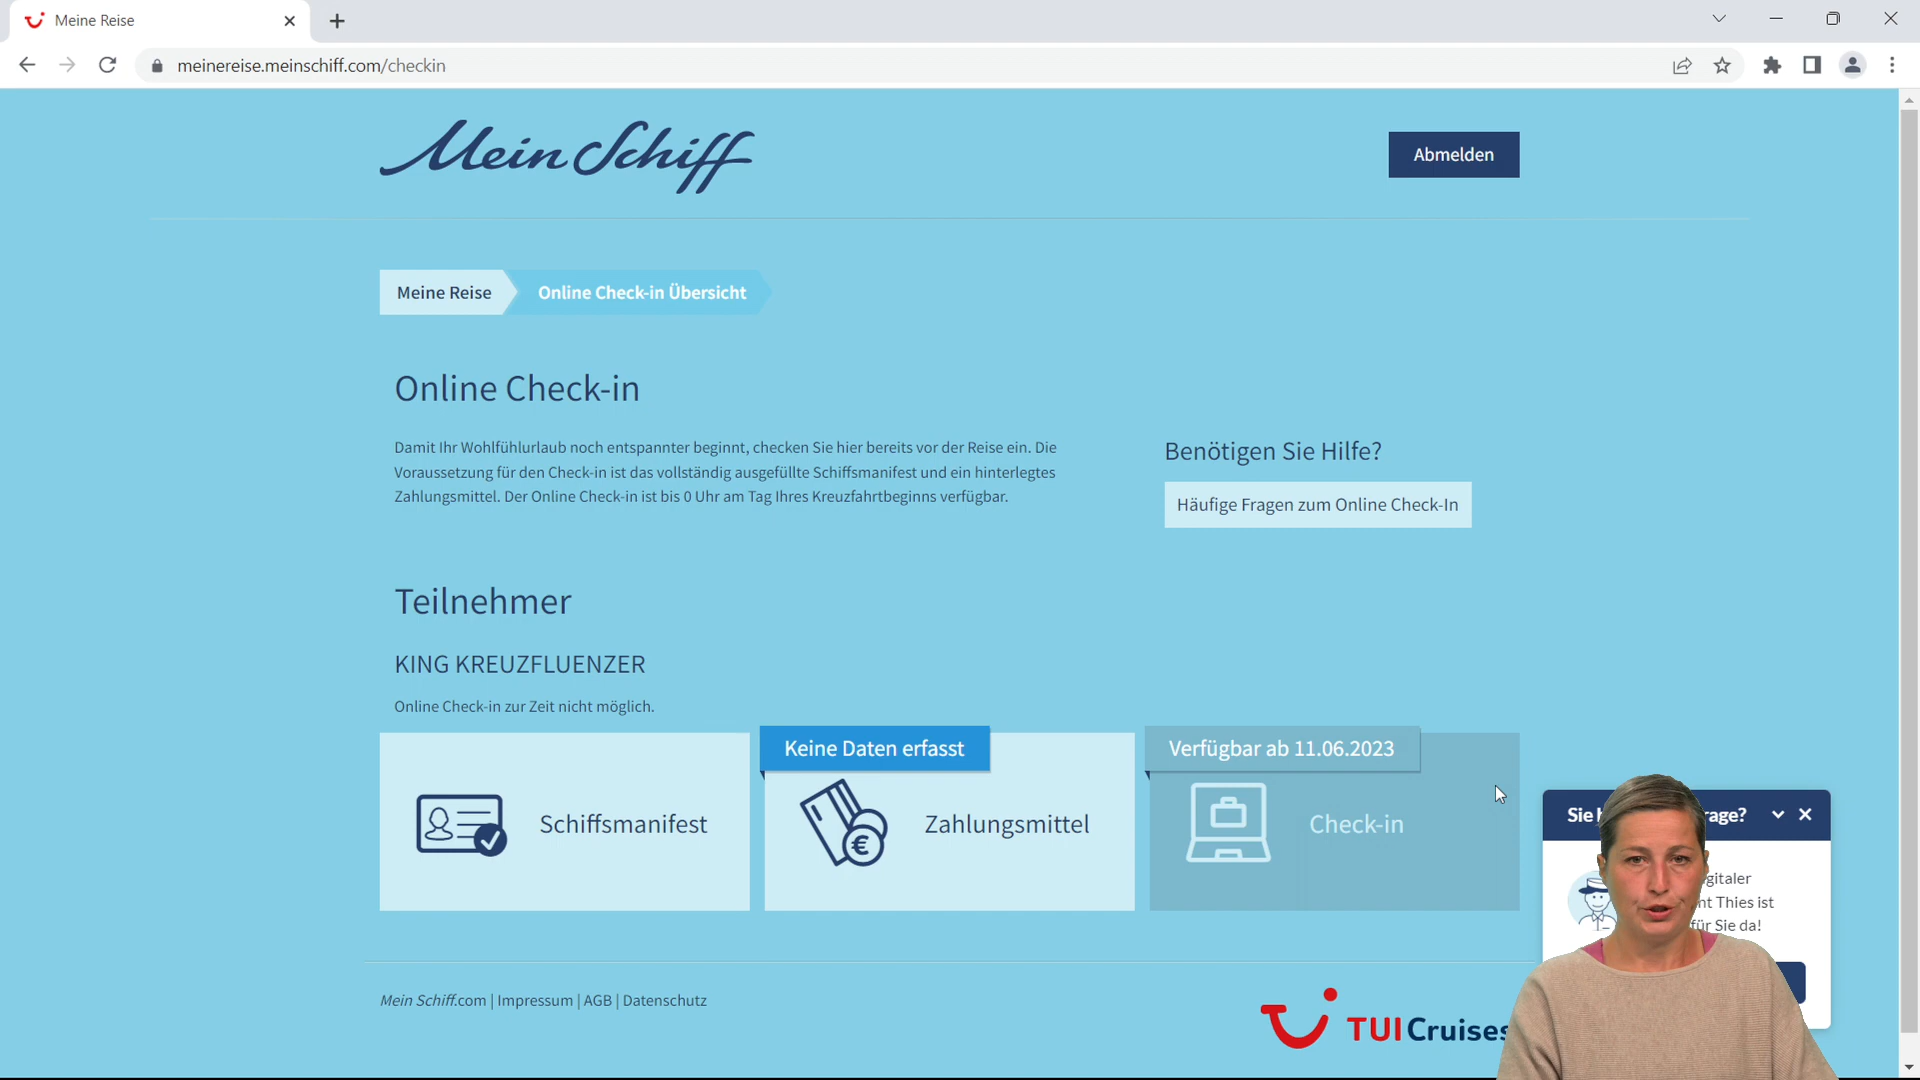 Meine Reise
meinereise.meinschiff.com/checkin
Mein Schiff
Abmelden
Meine Reise
Online Check-in Übersicht
Online Check-in
Damit Ihr Wohlfühlurlaub noch entspannter beginnt, checken Sie hier bereits vor der Reise ein. Die
Voraussetzung für den Check-in ist das vollständig ausgefüllte Schiffsmanifest und ein hinterlegtes
Zahlungsmittel. Der Online Check-in ist bis 0 Uhr am Tag Ihres Kreuzfahrtbeginns verfügbar.
Benötigen Sie Hilfe?
Häufige Fragen zum Online Check-In
Teilnehmer
KING KREUZFLUENZER
Online Check-in zur Zeit nicht möglich.
Schiffsmanifest
Keine Daten erfasst
Zahlungsmittel
Verfügbar ab 11.06.2023
Check-in
Sie
rage?
gitaler
nt Thies ist
für Sie da!
Mein Schiff.com | Impressum | AGB | Datenschutz
TUI Cruises